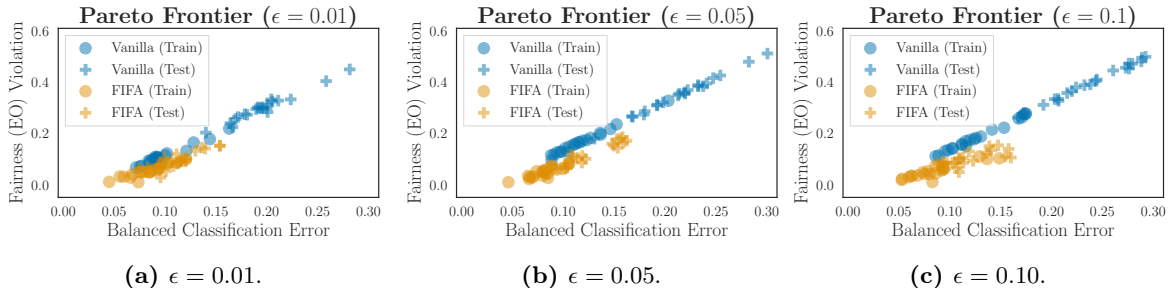 Pareto Frontier (ϵ = 0.01)
Fairness (EO) Violation
0.6
0.4
0.2
0.0
Vanilla (Train)
Vanilla (Test)
FIFA (Train)
FIFA (Test)
0.00 0.05 0.10 0.15 0.20 0.25 0.30
Balanced Classification Error
(a) ϵ = 0.01.
Pareto Frontier (ϵ = 0.05)
Fairness (EO) Violation
0.6
0.4
0.2
0.0
Vanilla (Train)
Vanilla (Test)
FIFA (Train)
FIFA (Test)
0.00 0.05 0.10 0.15 0.20 0.25 0.30
Balanced Classification Error
(b) ϵ = 0.05.
Pareto Frontier (ϵ = 0.1)
Fairness (EO) Violation
0.6
0.4
0.2
0.0
Vanilla (Train)
Vanilla (Test)
FIFA (Train)
FIFA (Test)
0.00 0.05 0.10 0.15 0.20 0.25 0.30
Balanced Classification Error
(c) ϵ = 0.10.